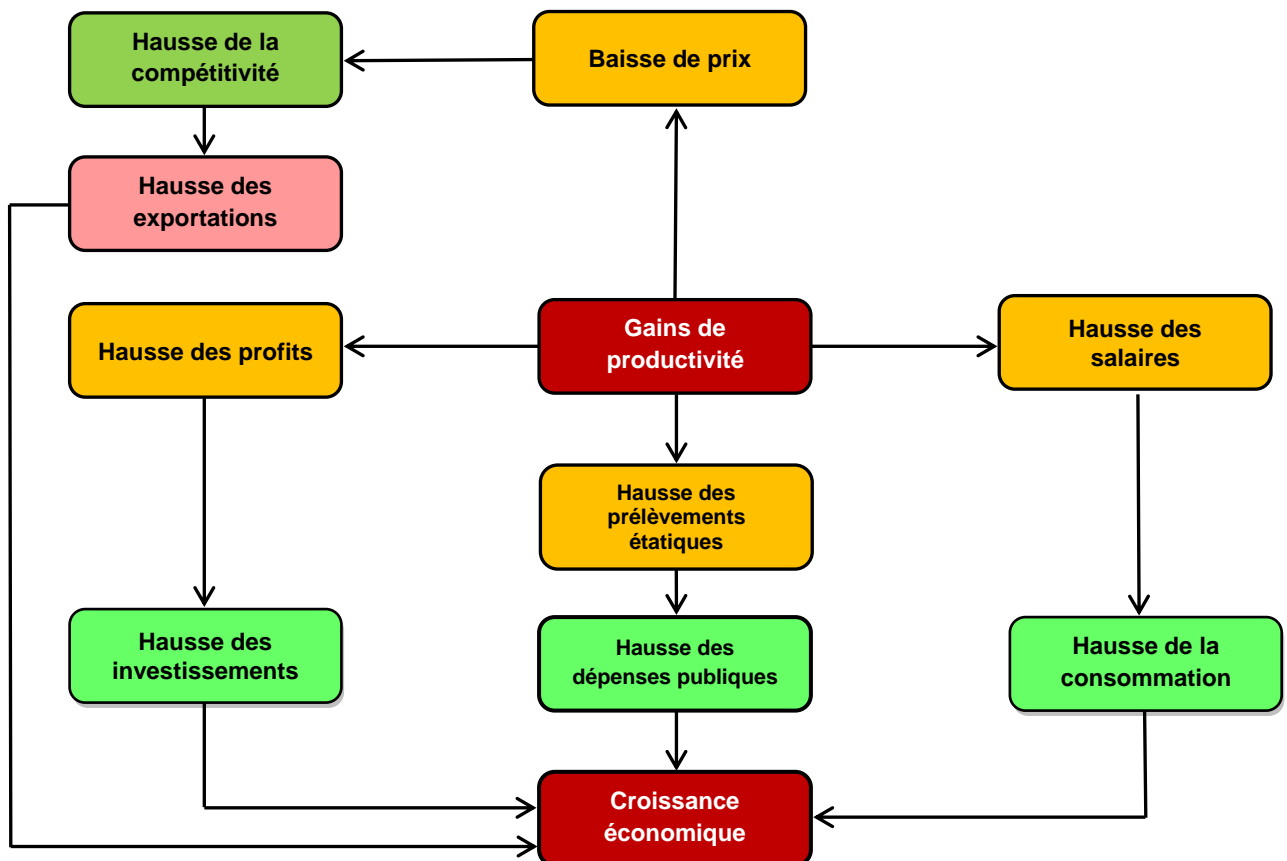 Hausse de la
compétitivité
Baisse de prix
Hausse des
exportations
Hausse des profits
Gains de
productivité
Hausse des
salaires
Hausse des
prélèvements
étatiques
Hausse des
investissements
Hausse des
dépenses publiques
Hausse de la
consommation
Croissance
économique